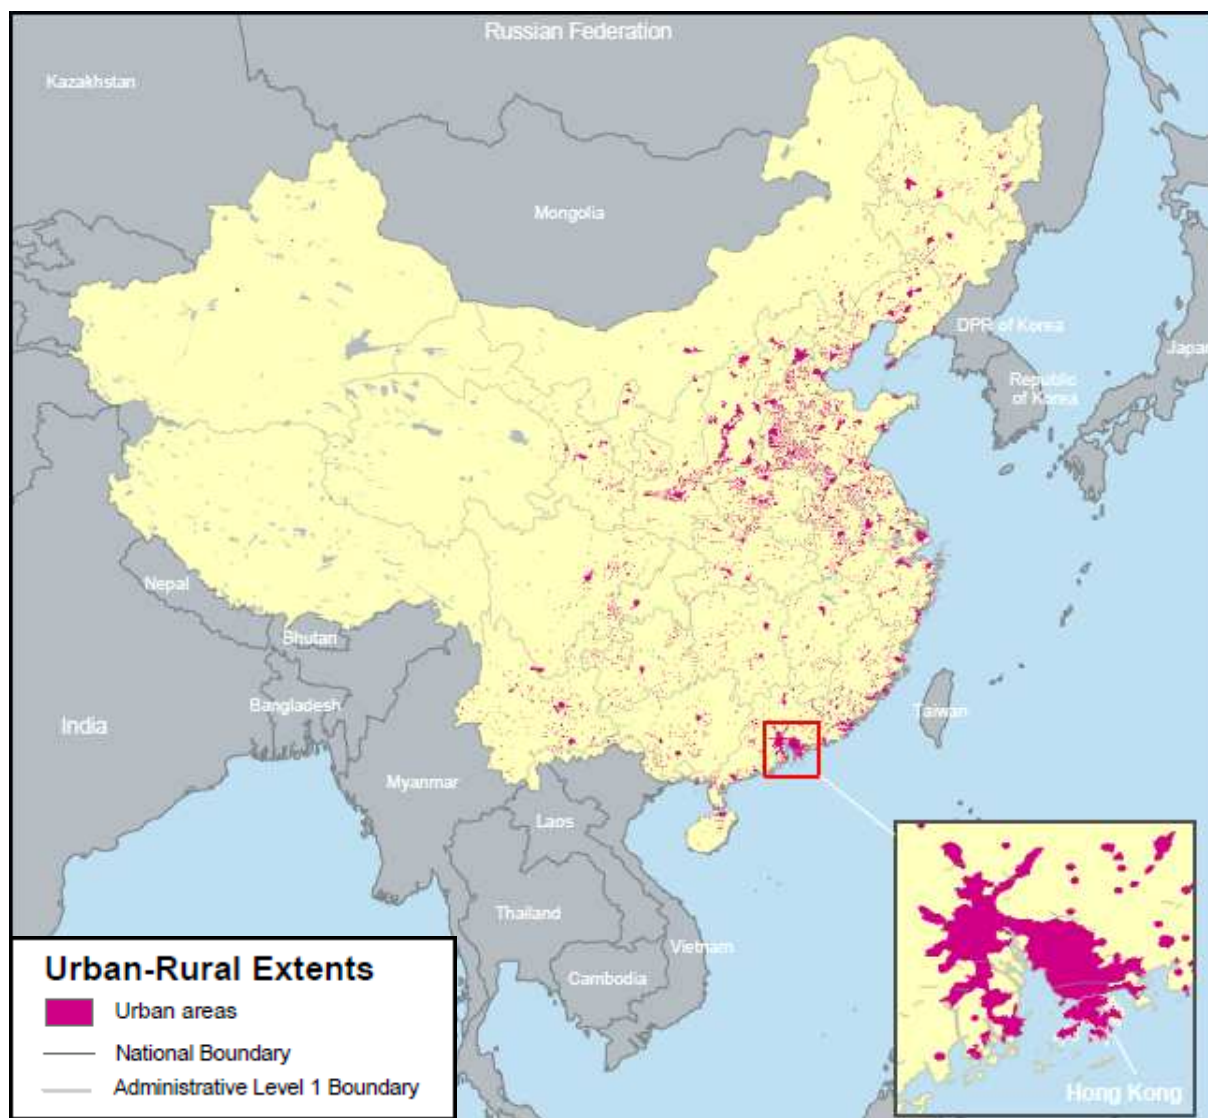 Russian Federation
Kazakhstan
Mongolia
DPR of Korea
Japan
Republic
of Korea
Nepal
Bhutan
Bangladesh
India
Taiwan
Myanmar
Laos
Thailand
Vietnam
Cambodia
Hong Kong
Urban-Rural Extents
Urban areas
National Boundary
Administrative Level 1 Boundary